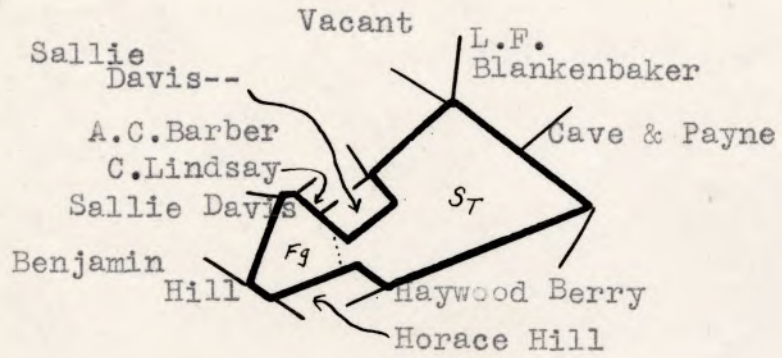 Vacant
L.F.
Blankenbaker
Sallie
Davis--
A.C.Barber
Cave & Payne
C.Lindsay
Sallie Davis
ST
Fg
Benjamin
Hill
Haywood Berry
Horace Hill